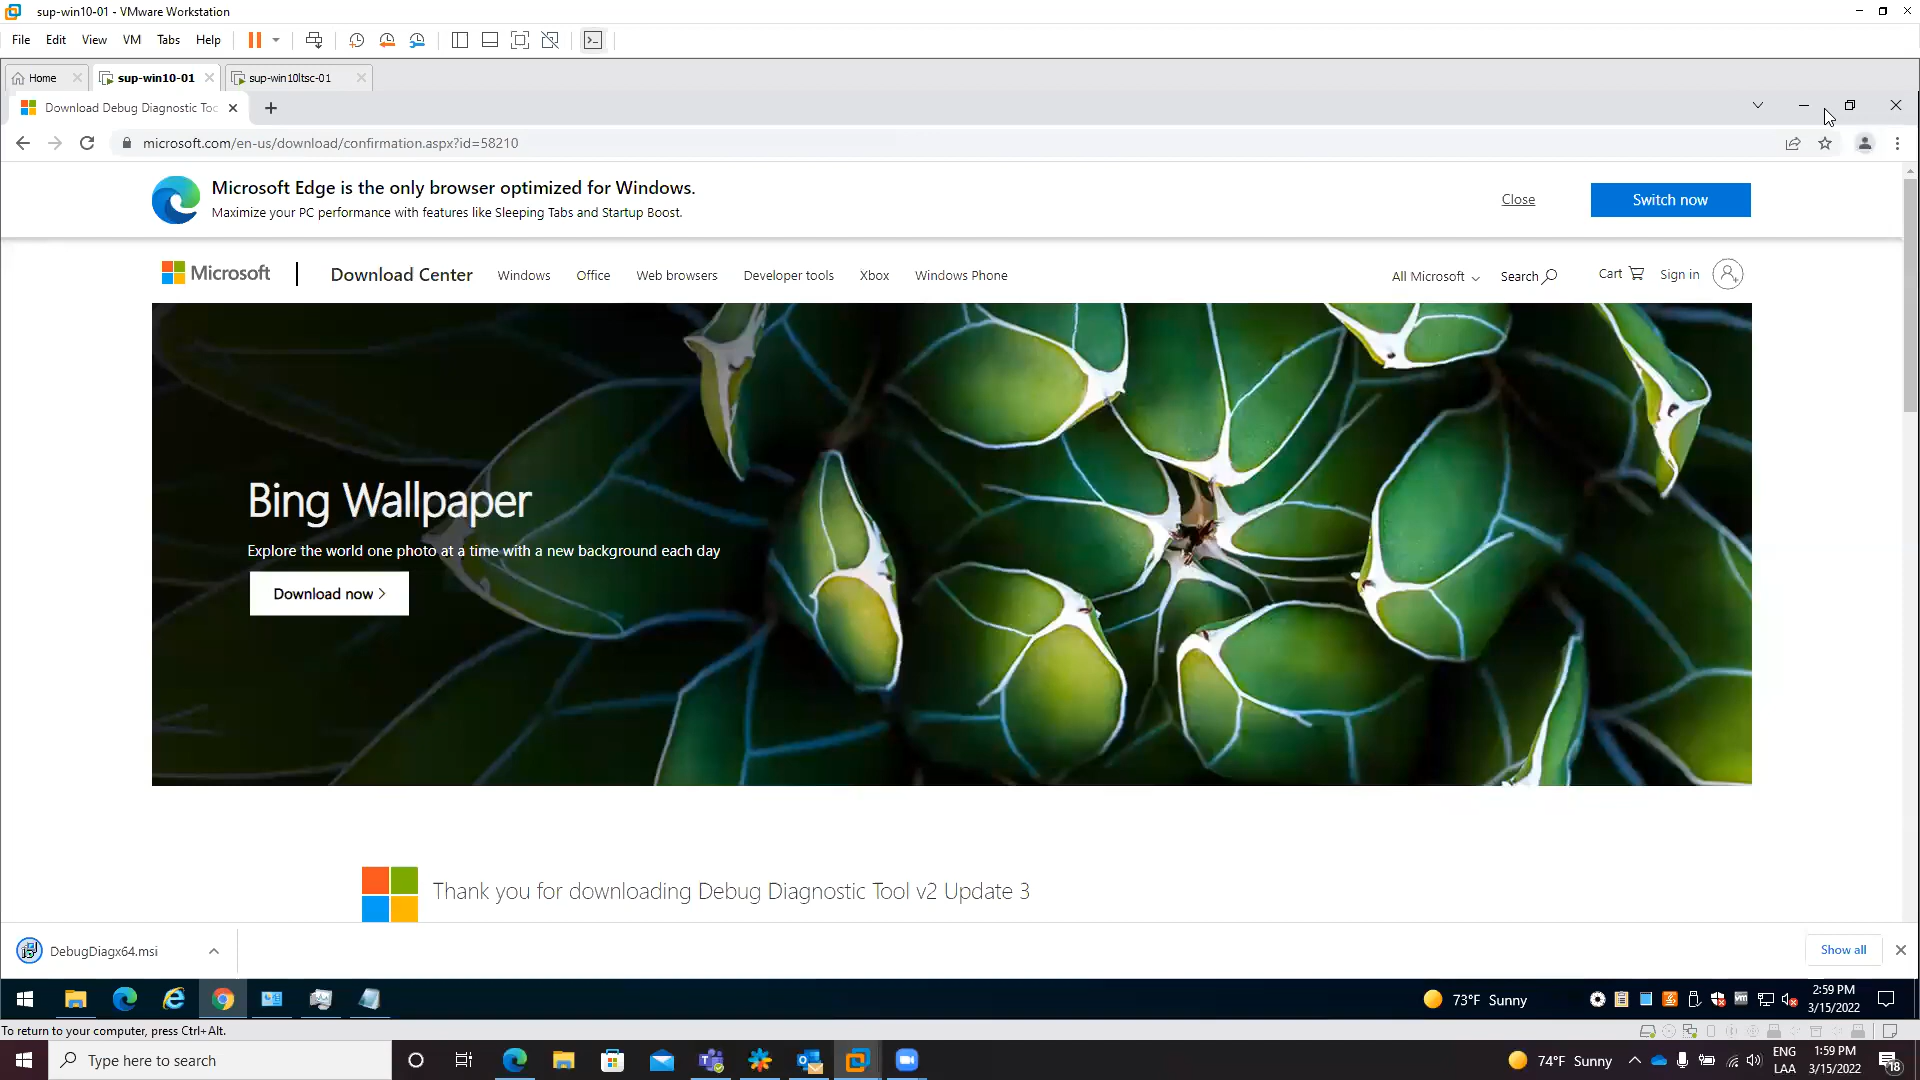 sup-win10-01 - VMware Workstation
File Edit View VM Tabs Help
Home sup-win10-01 sup-win10ltsc-01
Download Debug Diagnostic Too
microsoft.com/en-us/download/confirmation.aspx?id=58210
Microsoft Edge is the only browser optimized for Windows.
Maximize your PC performance with features like Sleeping Tabs and Startup Boost.
Close
Switch now
Microsoft
Download Center Windows Office Web browsers Developer tools Xbox Windows Phone
All Microsoft Search Cart Sign in
Bing Wallpaper
Explore the world one photo at a time with a new background each day
Download now
Thank you for downloading Debug Diagnostic Tool v2 Update 3
DebugDiagx64.msi
Show all
73°F Sunny
2:59 PM
3/15/2022
To return to your computer, press Ctrl+Alt.
Type here to search
74°F Sunny
ENG
LAA
1:59 PM
3/15/2022
18